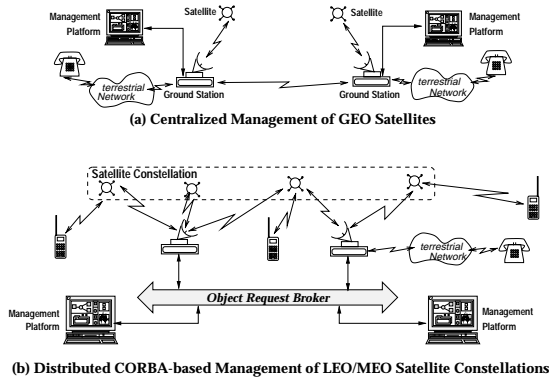 Management
Platform
Satellite
Satellite
Management
Platform
terrestrial
Network
Ground Station
Ground Station
terrestrial
Network
(a) Centralized Management of GEO Satellites
Satellite Constellation
terrestrial
Network
Object Request Broker
Management
Platform
Management
Platform
(b) Distributed CORBA-based Management of LEO/MEO Satellite Constellations